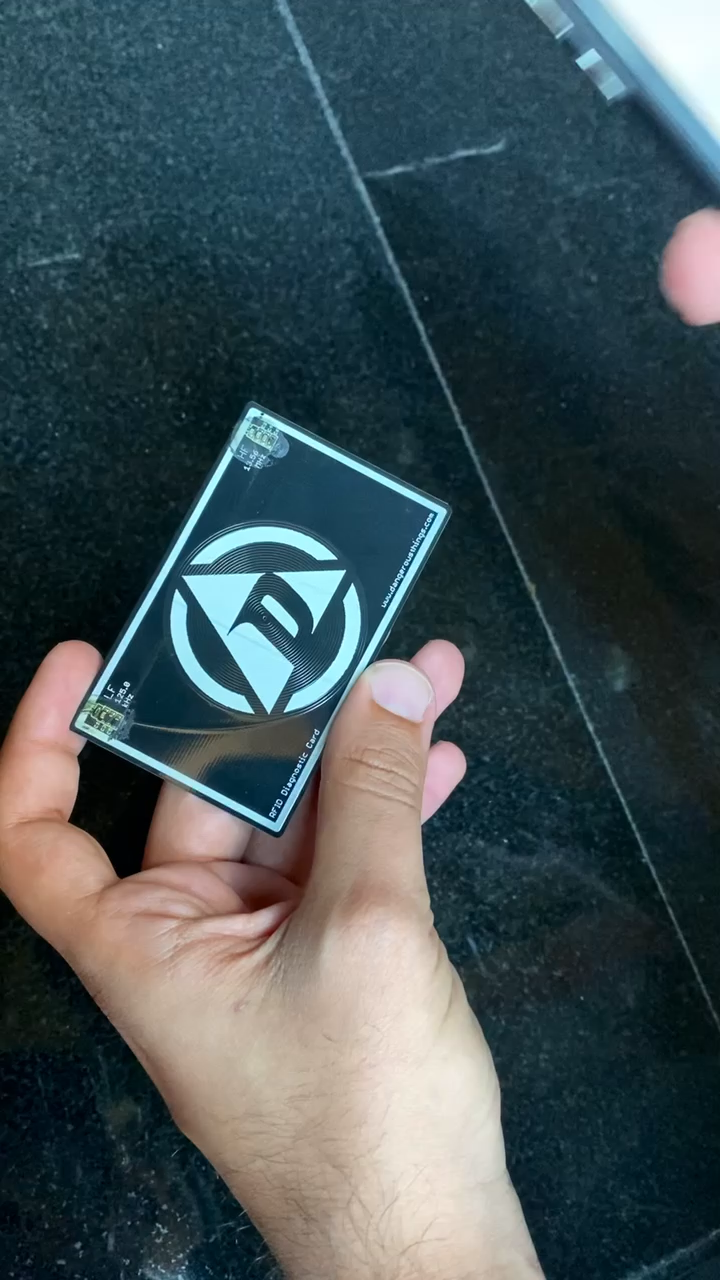 HF
13.56
MHz
www.dangerousthings.com
LF
125.0
kHz
RFID Diagnostic Card